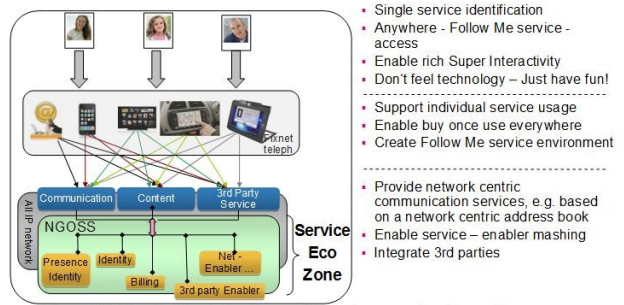 Fixnet
teleph
Communication
Content
3rd Party
Service
All IP network
NGOSS
Presence
Identity
Identity
Billing
Net -
Enabler ...
3rd party Enabler
Service
Eco
Zone
Single service identification
Anywhere - Follow Me service -
access
Enable rich Super Interactivity
Don't feel technology – Just have fun!
Support individual service usage
Enable buy once use everywhere
Create Follow Me service environment
Provide network centric
communication services, e.g. based
on a network centric address book
Enable service – enabler mashing
Integrate 3rd parties